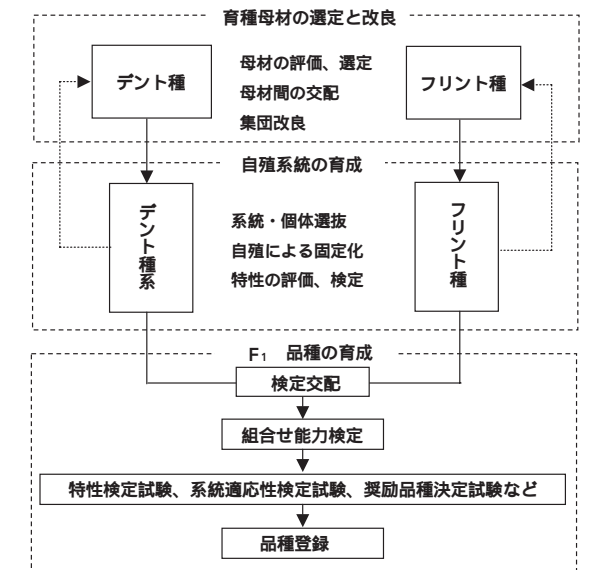 育種母材の選定と改良
デント種
母材の評価、選定
母材間の交配
集団改良
フリント種
自殖系統の育成
デント種系
系統・個体選抜
自殖による固定化
特性の評価、検定
フリント種
F1 品種の育成
検定交配
組合せ能力検定
特性検定試験、系統適応性検定試験、奨励品種決定試験など
品種登録